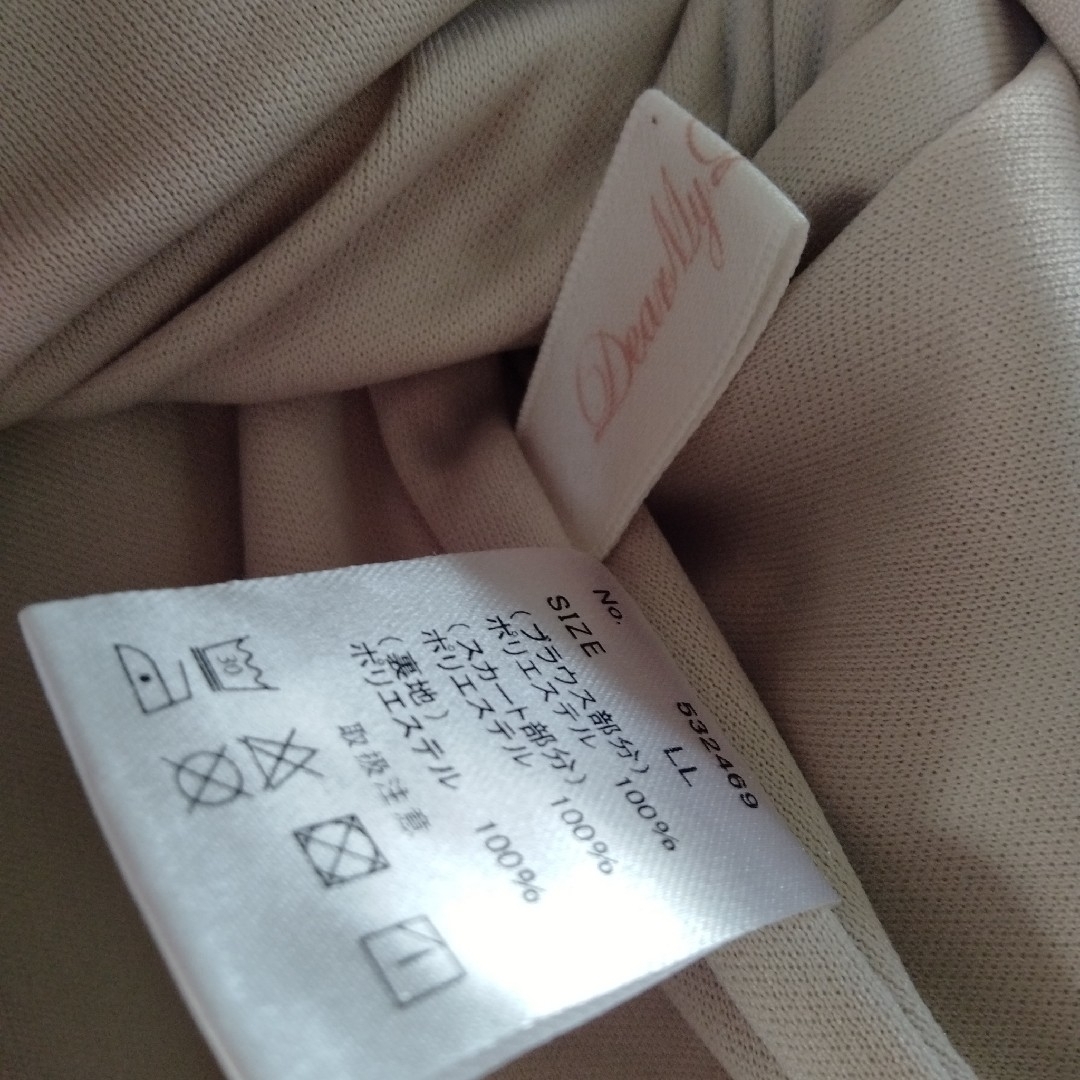 DearMy
No. 532469
SIZE LL
(ブラウス部分)
ポリエステル 100%
(スカート部分)
ポリエステル 100%
(裏地)
ポリエステル 100%
取扱注意
30